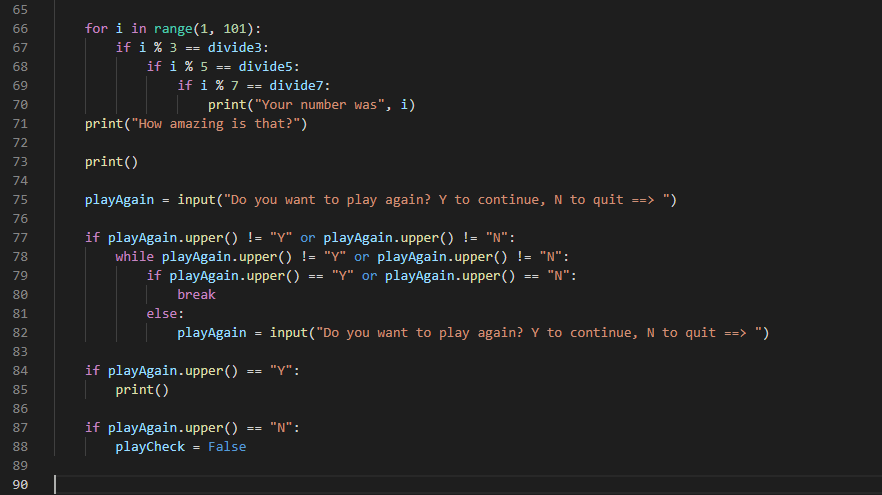 65
66 for i in range(1, 101):
67 if i % 3 == divide3:
68 if i % 5 == divide5:
69 if i % 7 == divide7:
70 print("Your number was", i)
71 print("How amazing is that?")
72
73 print()
74
75 playAgain = input("Do you want to play again? Y to continue, N to quit ==> ")
76
77 if playAgain.upper() != "Y" or playAgain.upper() != "N":
78 while playAgain.upper() != "Y" or playAgain.upper() != "N":
79 if playAgain.upper() == "Y" or playAgain.upper() == "N":
80 break
81 else:
82 playAgain = input("Do you want to play again? Y to continue, N to quit ==> ")
83
84 if playAgain.upper() == "Y":
85 print()
86
87 if playAgain.upper() == "N":
88 playCheck = False
89
90